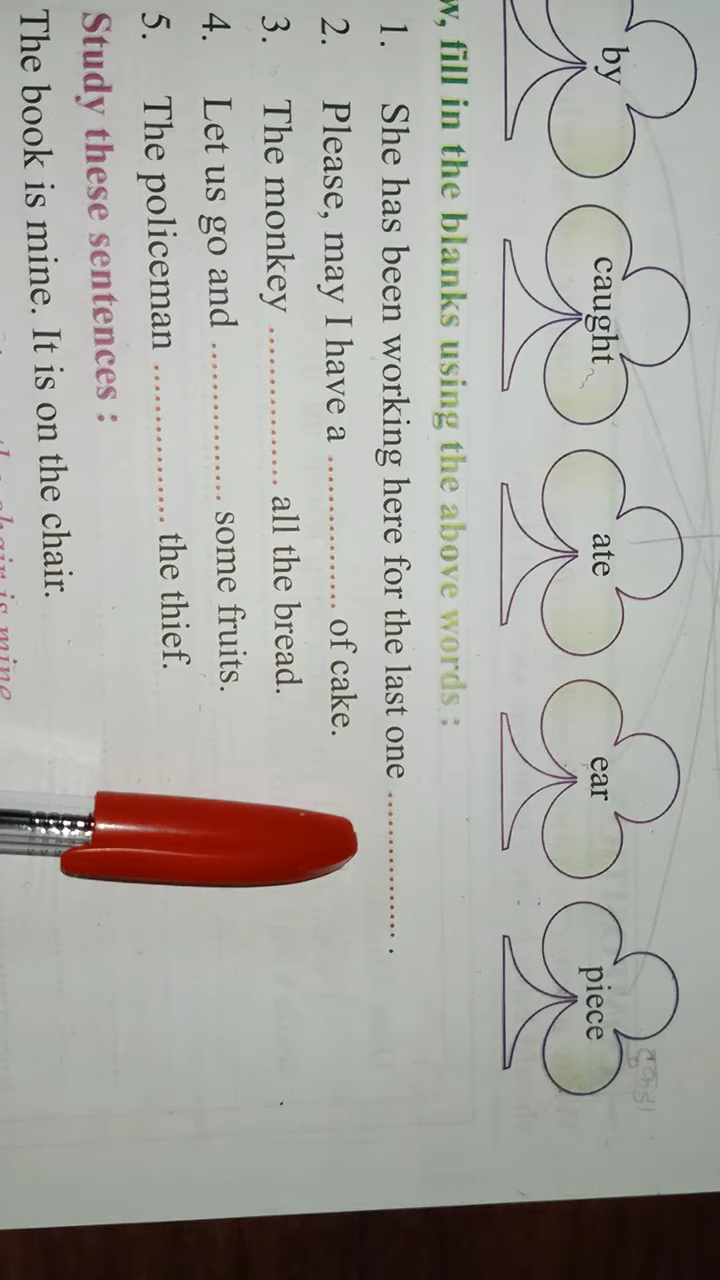 by caught ate ear piece
w, fill in the blanks using the above words :
1. She has been working here for the last one ................ .
2. Please, may I have a ................ of cake.
3. The monkey ................ all the bread.
4. Let us go and ................ some fruits.
5. The policeman ................ the thief.
Study these sentences :
The book is mine. It is on the chair.
chair is mine